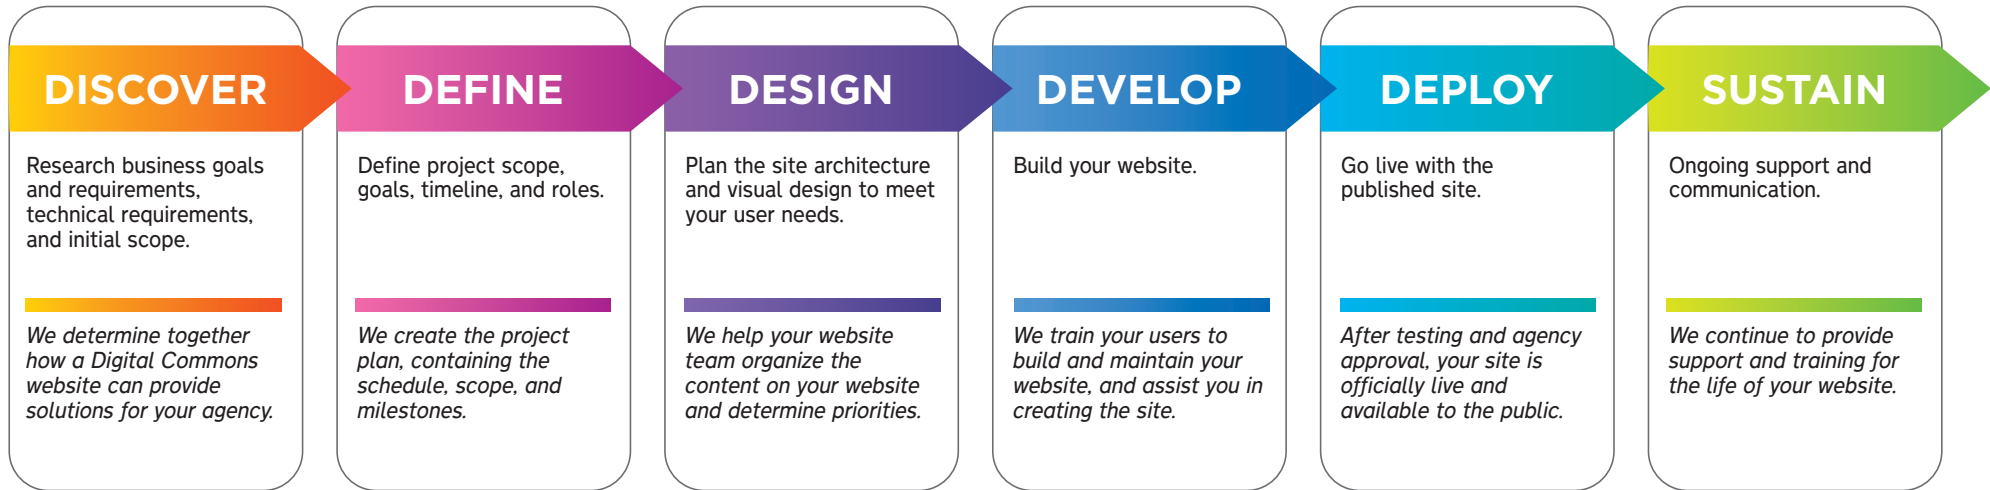 DISCOVER
Research business goals
and requirements,
technical requirements,
and initial scope.
We determine together
how a Digital Commons
website can provide
solutions for your agency.
DEFINE
Define project scope,
goals, timeline, and roles.
We create the project
plan, containing the
schedule, scope, and
milestones.
DESIGN
Plan the site architecture
and visual design to meet
your user needs.
We help your website
team organize the
content on your website
and determine priorities.
DEVELOP
Build your website.
We train your users to
build and maintain your
website, and assist you in
creating the site.
DEPLOY
Go live with the
published site.
After testing and agency
approval, your site is
officially live and
available to the public.
SUSTAIN
Ongoing support and
communication.
We continue to provide
support and training for
the life of your website.